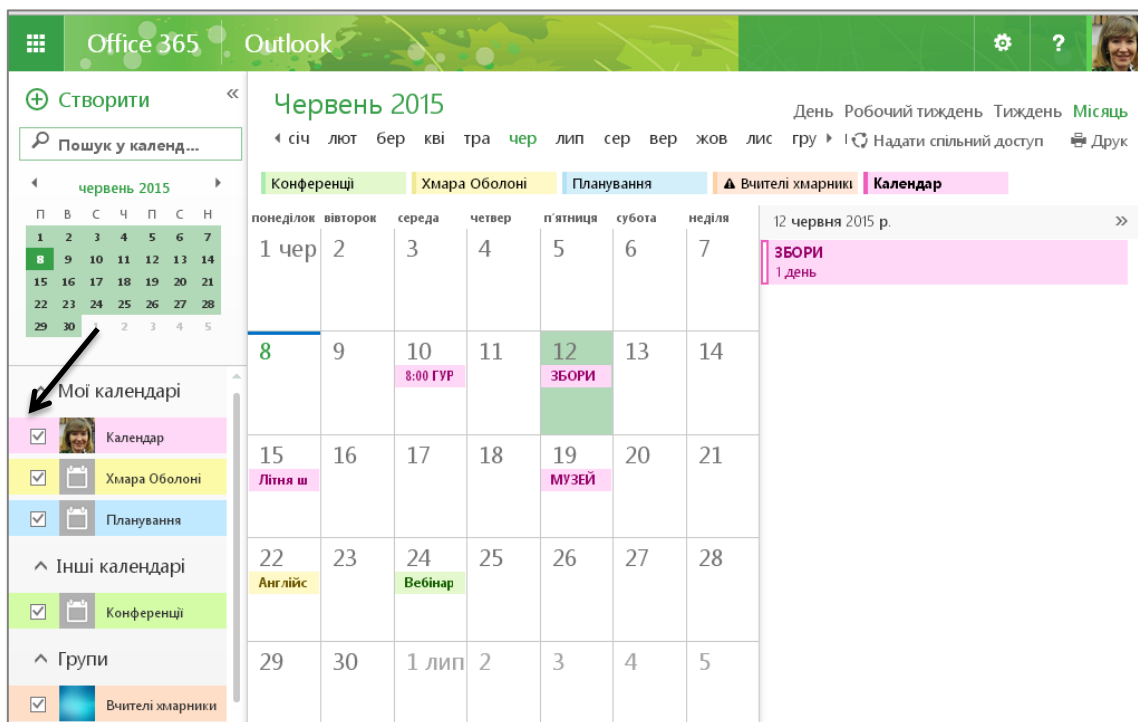 Office 365 Outlook ?
Створити «
Пошук у календ...
червень 2015
П В С Ч П С Н
1 2 3 4 5 6 7
8 9 10 11 12 13 14
15 16 17 18 19 20 21
22 23 24 25 26 27 28
29 30 1 2 3 4 5
Мої календарі
Календар
Хмара Оболоні
Планування
Інші календарі
Конференції
Групи
Вчителі хмарники
Червень 2015
День Робочий тиждень Тиждень Місяць
січ лют бер кві тра чер лип сер вер жов лис гру
Надати спільний доступ Друк
Конференції Хмара Оболоні Планування Вчителі хмарникі Календар
понеділок вівторок середа четвер п'ятниця субота неділя
1 чер 2 3 4 5 6 7
8 9 10 11 12 13 14
8:00 ГУР ЗБОРИ
15 16 17 18 19 20 21
Літня ш МУЗЕЙ
22 23 24 25 26 27 28
Англійс Вебінар
29 30 1 лип 2 3 4 5
12 червня 2015 р. »
ЗБОРИ
1 день